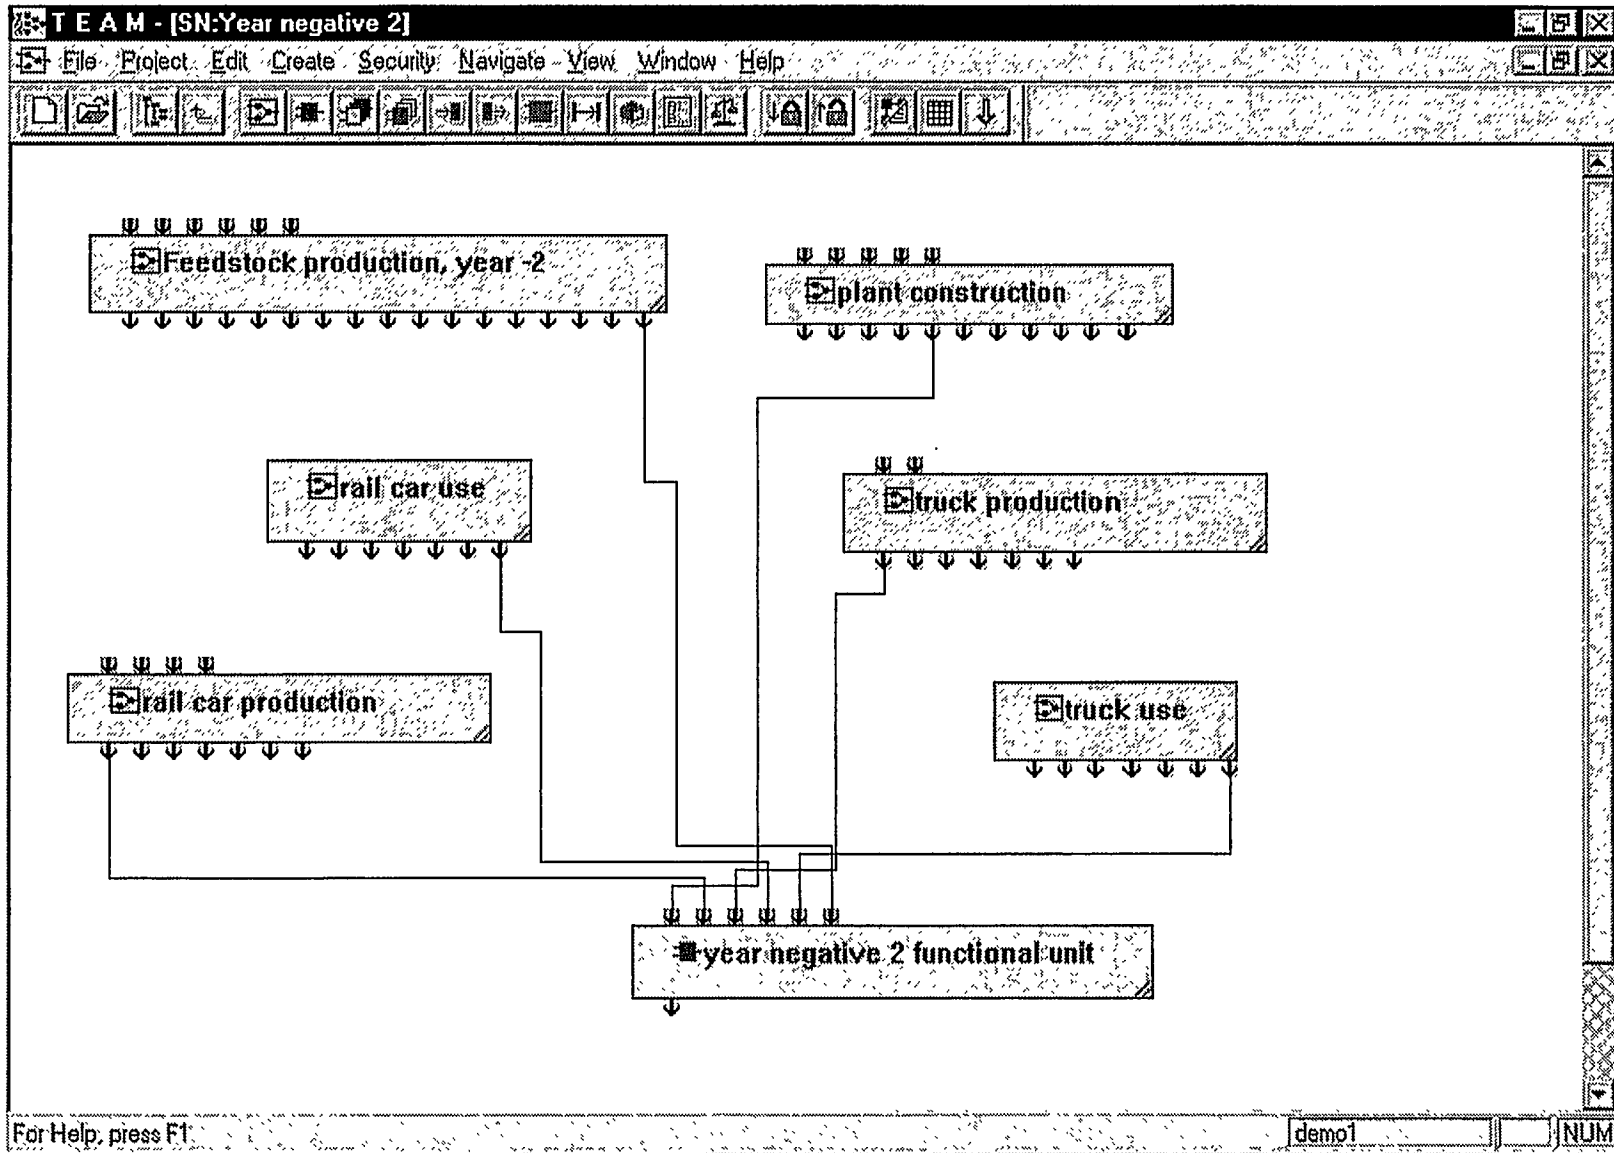 T E A M - [SN:Year negative 2]
File Project Edit Create Security Navigate View Window Help
Feedstock production, year -2
plant construction
rail car use
truck production
rail car production
truck use
year negative 2 functional unit
For Help, press F1
demo1
NUM